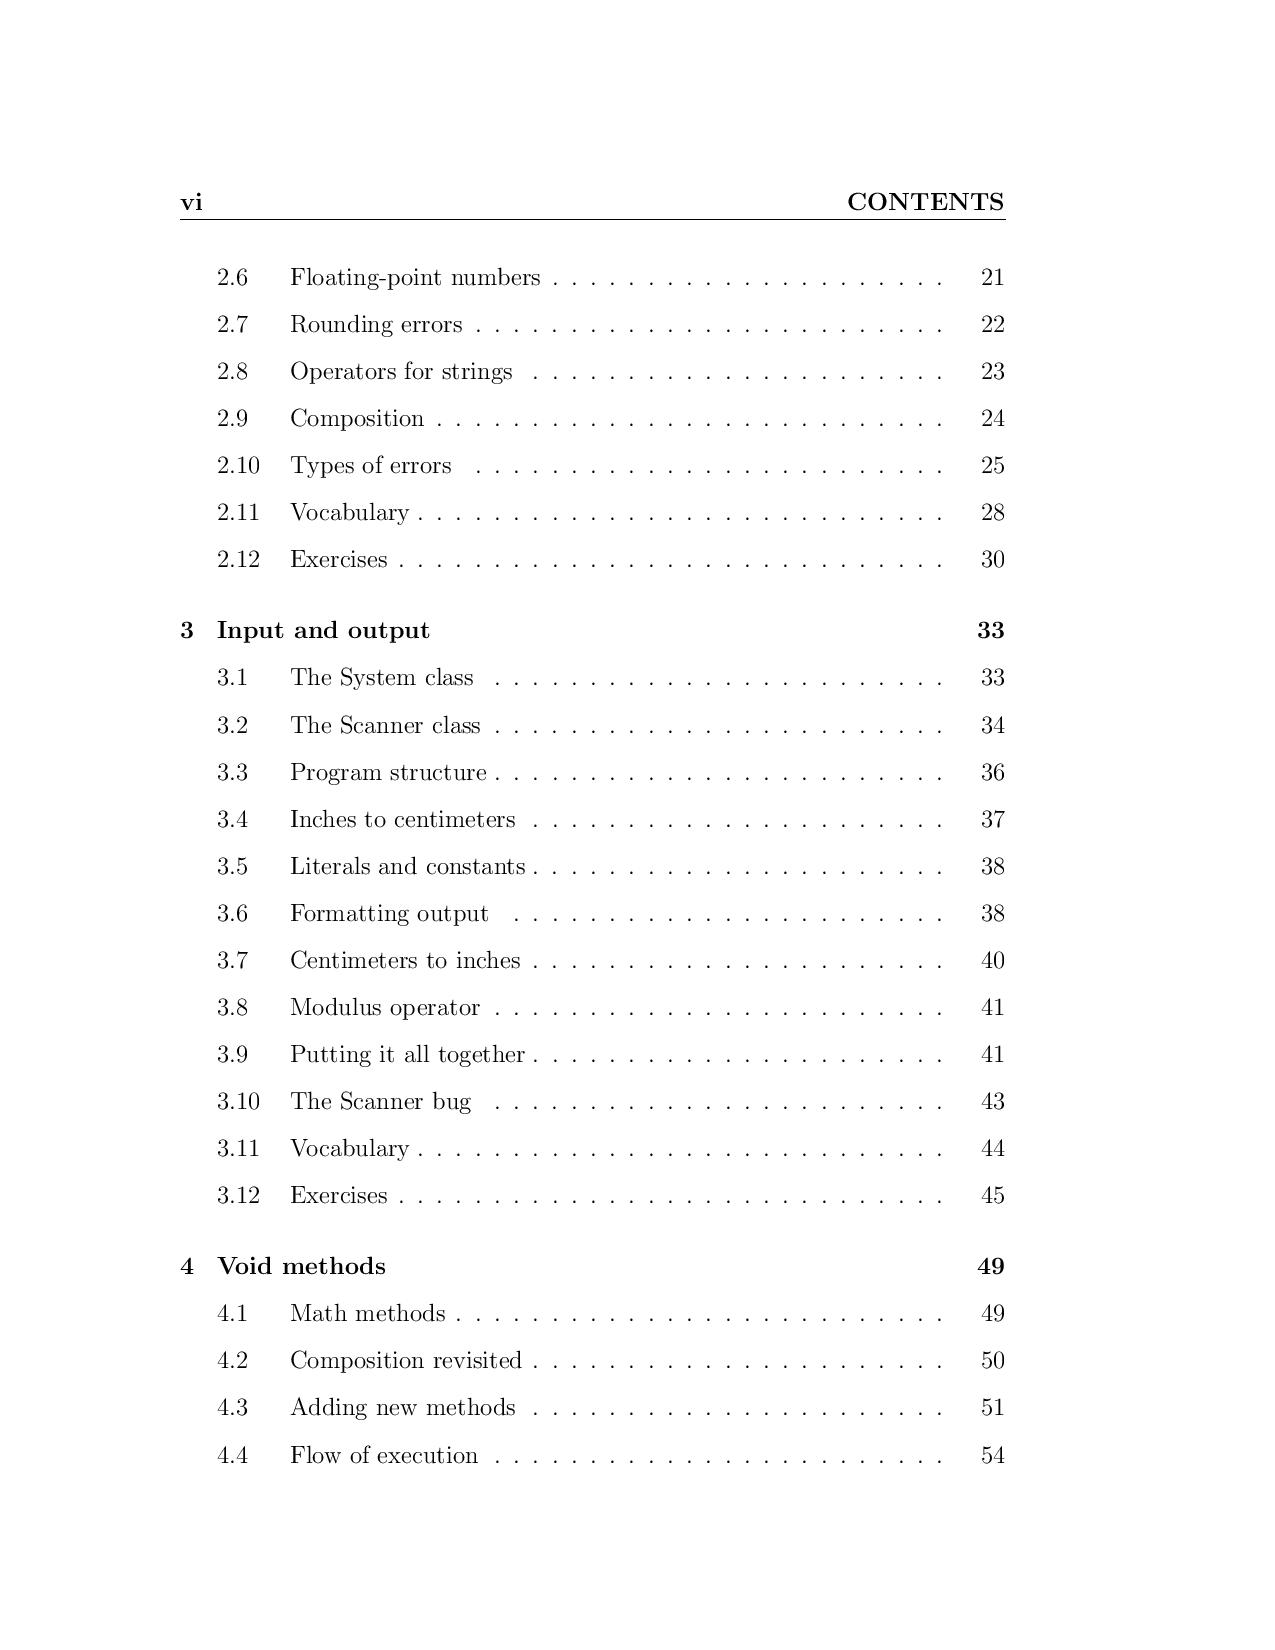 vi CONTENTS
2.6 Floating-point numbers . . . . . . . . . . . . . . . . . . . . . 21
2.7 Rounding errors . . . . . . . . . . . . . . . . . . . . . . . . . 22
2.8 Operators for strings . . . . . . . . . . . . . . . . . . . . . . 23
2.9 Composition . . . . . . . . . . . . . . . . . . . . . . . . . . . 24
2.10 Types of errors . . . . . . . . . . . . . . . . . . . . . . . . . 25
2.11 Vocabulary . . . . . . . . . . . . . . . . . . . . . . . . . . . . 28
2.12 Exercises . . . . . . . . . . . . . . . . . . . . . . . . . . . . . 30
3 Input and output 33
3.1 The System class . . . . . . . . . . . . . . . . . . . . . . . . 33
3.2 The Scanner class . . . . . . . . . . . . . . . . . . . . . . . . 34
3.3 Program structure . . . . . . . . . . . . . . . . . . . . . . . . 36
3.4 Inches to centimeters . . . . . . . . . . . . . . . . . . . . . . 37
3.5 Literals and constants . . . . . . . . . . . . . . . . . . . . . . 38
3.6 Formatting output . . . . . . . . . . . . . . . . . . . . . . . 38
3.7 Centimeters to inches . . . . . . . . . . . . . . . . . . . . . . 40
3.8 Modulus operator . . . . . . . . . . . . . . . . . . . . . . . . 41
3.9 Putting it all together . . . . . . . . . . . . . . . . . . . . . . 41
3.10 The Scanner bug . . . . . . . . . . . . . . . . . . . . . . . . 43
3.11 Vocabulary . . . . . . . . . . . . . . . . . . . . . . . . . . . . 44
3.12 Exercises . . . . . . . . . . . . . . . . . . . . . . . . . . . . . 45
4 Void methods 49
4.1 Math methods . . . . . . . . . . . . . . . . . . . . . . . . . . 49
4.2 Composition revisited . . . . . . . . . . . . . . . . . . . . . . 50
4.3 Adding new methods . . . . . . . . . . . . . . . . . . . . . . 51
4.4 Flow of execution . . . . . . . . . . . . . . . . . . . . . . . . 54